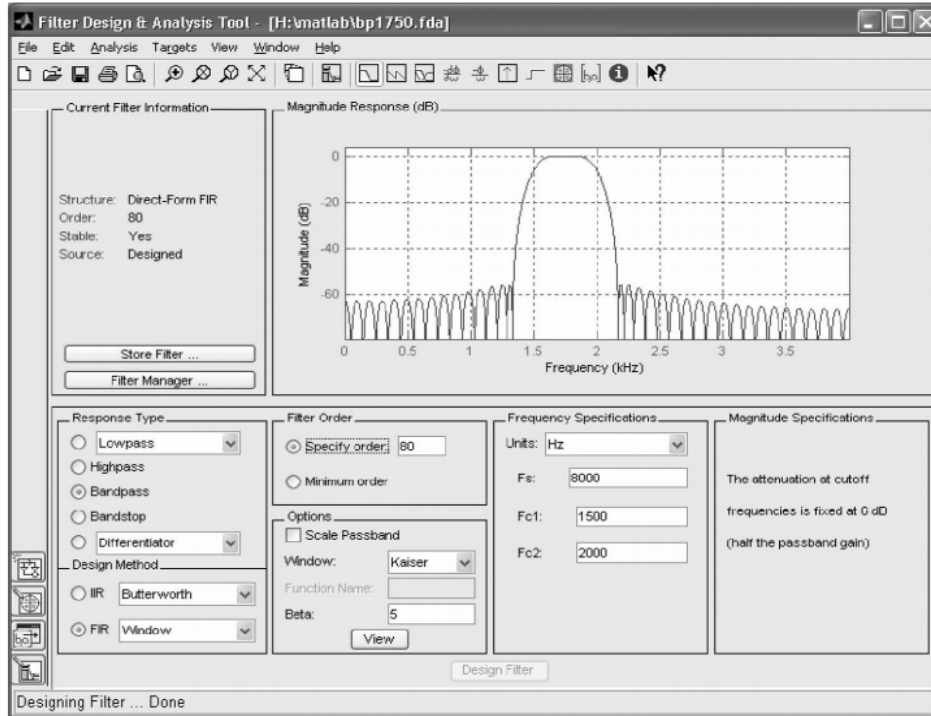 Filter Design & Analysis Tool - [H:\matlab\bp1750.fda]
File Edit Analysis Targets View Window Help
Current Filter Information
Structure: Direct-Form FIR
Order: 80
Stable: Yes
Source: Designed
Store Filter ...
Filter Manager ...
Magnitude Response (dB)
Magnitude (dB)
0
-20
-40
-60
0 0.5 1 1.5 2 2.5 3 3.5
Frequency (kHz)
Response Type
Lowpass
Highpass
Bandpass
Bandstop
Differentiator
Design Method
IIR Butterworth
FIR Window
Filter Order
Specify order: 80
Minimum order
Options
Scale Passband
Window: Kaiser
Function Name:
Beta: 5
View
Frequency Specifications
Units: Hz
Fs: 8000
Fc1: 1500
Fc2: 2000
Magnitude Specifications
The attenuation at cutoff
frequencies is fixed at 6 dD
(half the passband gain)
Design Filter
Designing Filter ... Done